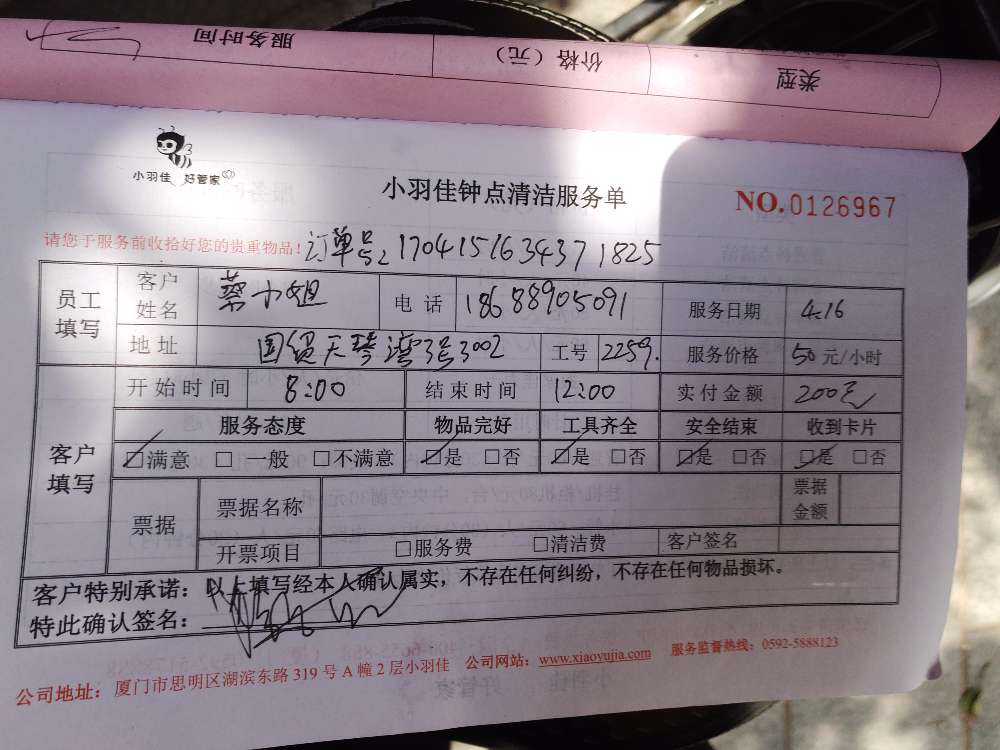 服务时间 价格（元） 类型
小羽佳 好管家
小羽佳钟点清洁服务单 NO.0126967
请您于服务前收拾好您的贵重物品! 订单号: 17041516343718​25
员工填写 客户姓名 蔡小姐 电话 18688905091 服务日期 4.16
地址 国贸天琴湾3号3002 工号 2259. 服务价格 50元/小时
客户填写 开始时间 8:00 结束时间 12:00 实付金额 200元
服务态度 物品完好 工具齐全 安全结束 收到卡片
☑满意 □一般 □不满意 ☑是 □否 ☑是 □否 ☑是 □否 ☑是 □否
票据 票据名称 票据金额
开票项目 □服务费 □清洁费 客户签名
客户特别承诺：以上填写经本人确认属实，不存在任何纠纷，不存在任何物品损坏。
特此确认签名：
公司地址：厦门市思明区湖滨东路319号A幢2层小羽佳 公司网站：www.xiaoyujia.com 服务监督热线：0592-5888123